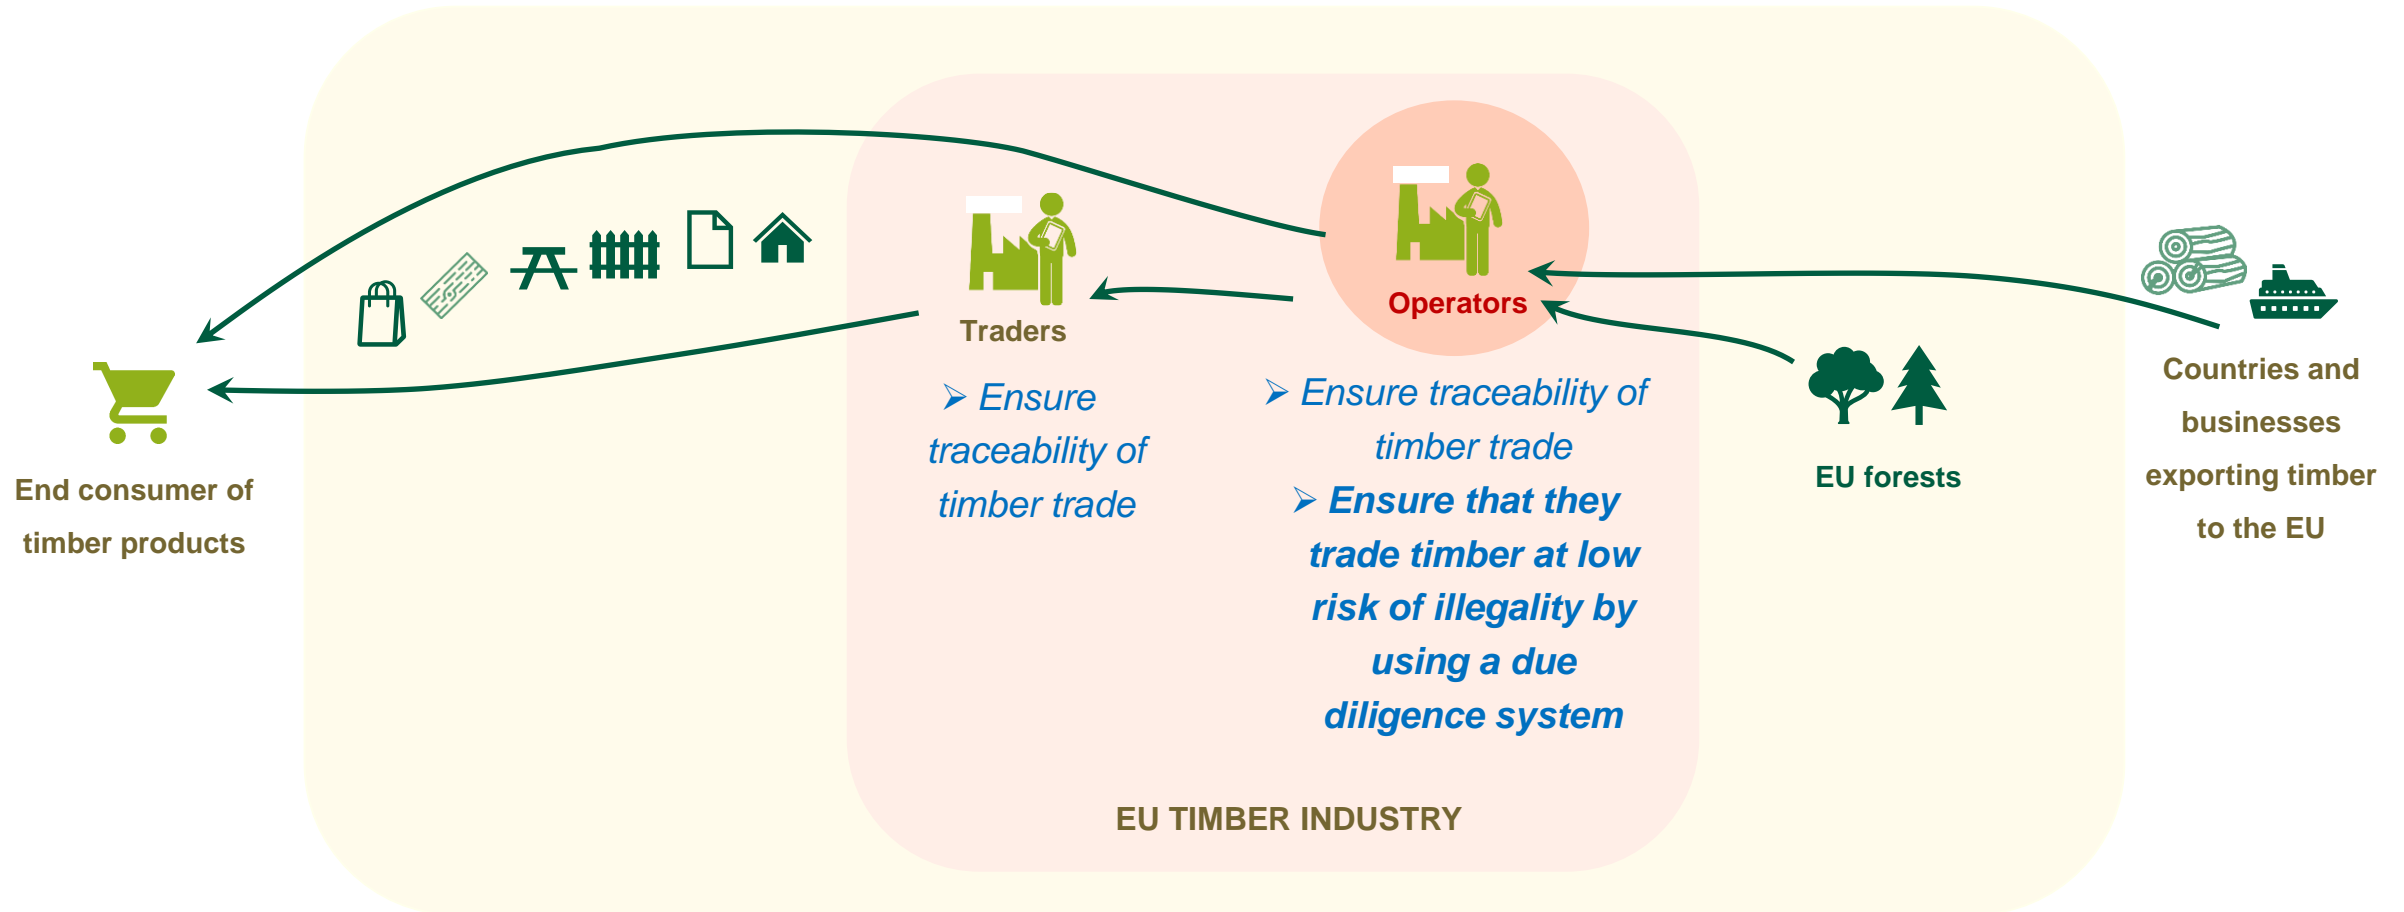 End consumer of
timber products
Traders
➢ Ensure
traceability of
timber trade
Operators
➢ Ensure traceability of
timber trade
➢ Ensure that they
trade timber at low
risk of illegality by
using a due
diligence system
EU TIMBER INDUSTRY
EU forests
Countries and
businesses
exporting timber
to the EU